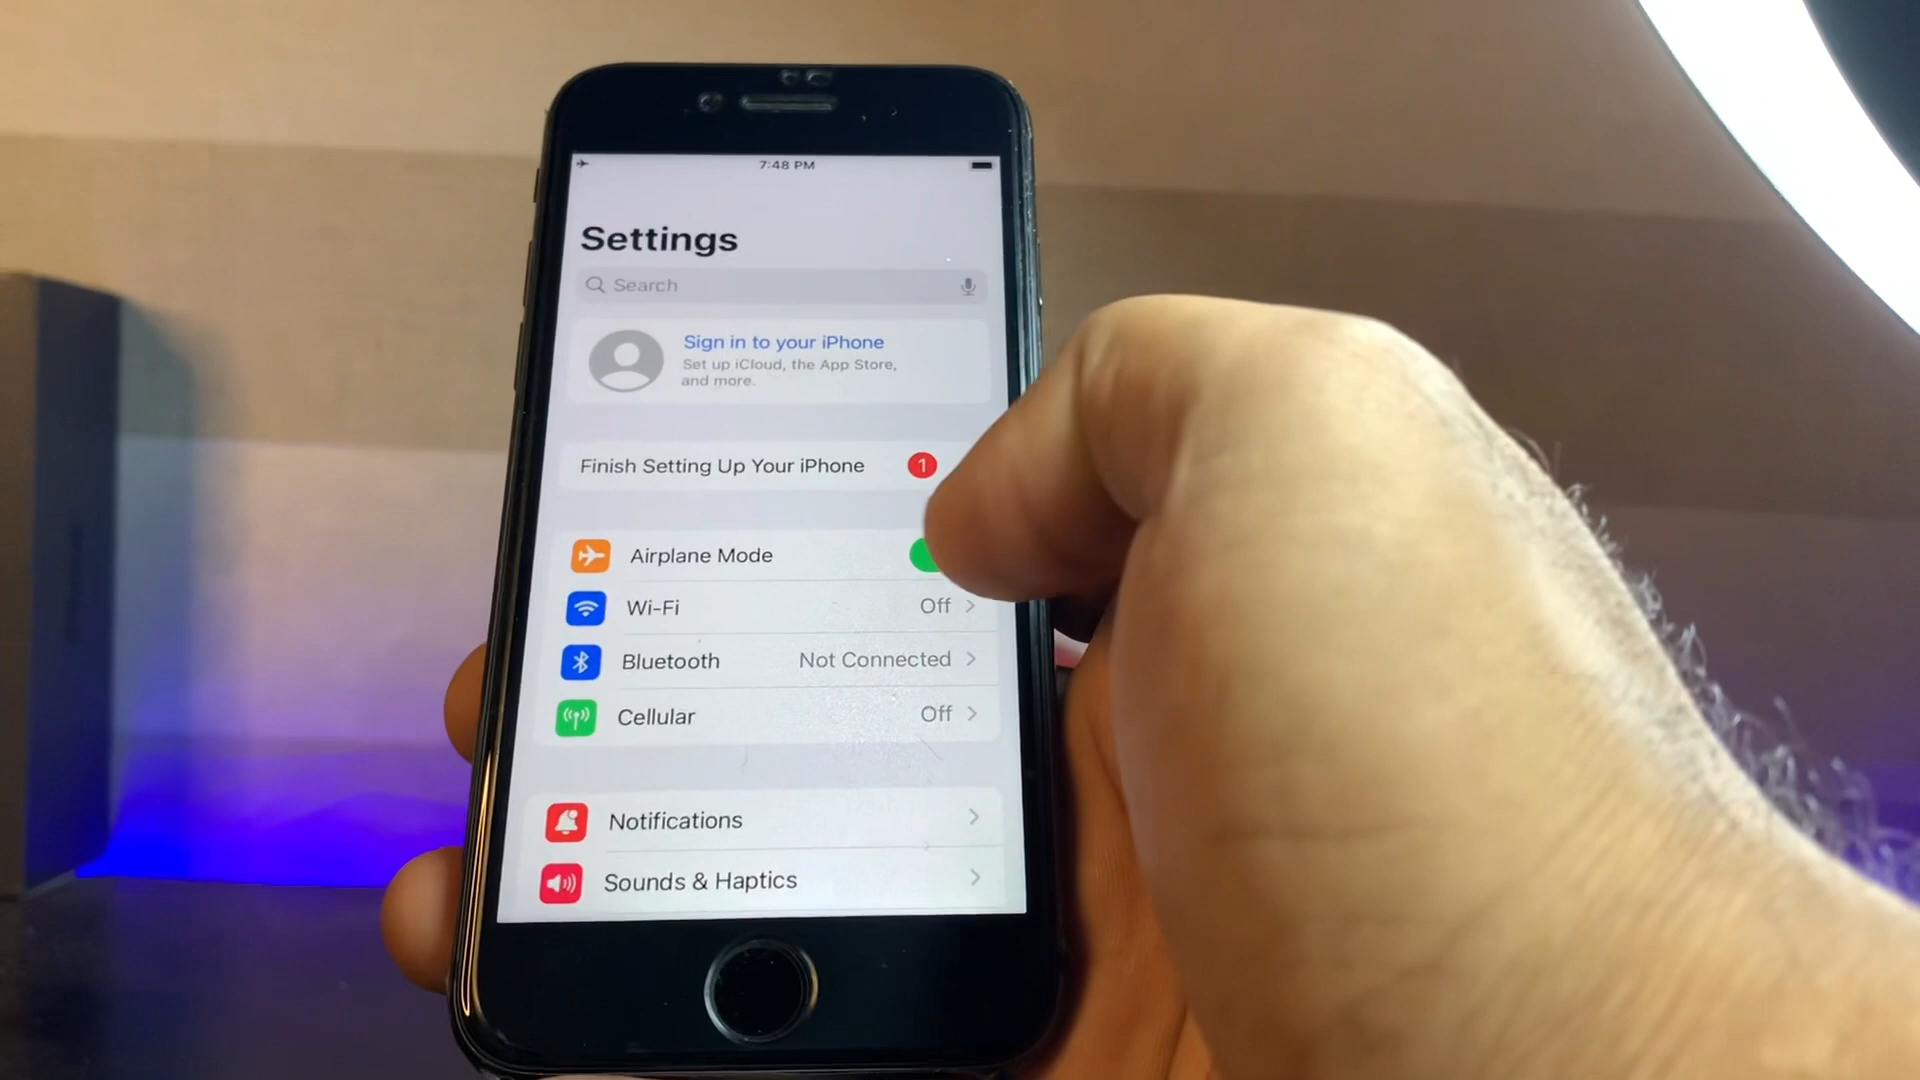 7:48 PM
Settings
Search
Sign in to your iPhone
Set up iCloud, the App Store,
and more.
Finish Setting Up Your iPhone 1
Airplane Mode
Wi-Fi Off
Bluetooth Not Connected
Cellular Off
Notifications
Sounds & Haptics